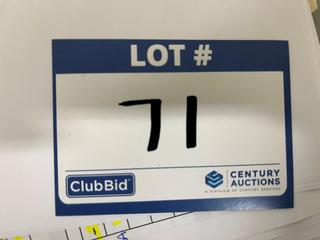 LOT #
71
ClubBid
CENTURY
AUCTIONS
A DIVISION OF CENTURY SERVICES